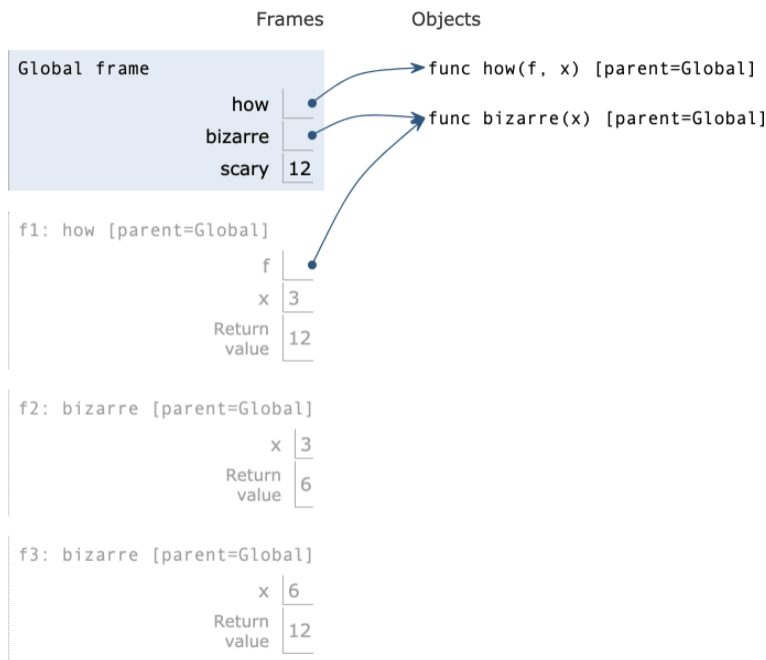 Frames Objects
Global frame
func how(f, x) [parent=Global]
how
func bizarre(x) [parent=Global]
bizarre
scary 12
f1: how [parent=Global]
f
x 3
Return
value 12
f2: bizarre [parent=Global]
x 3
Return
value 6
f3: bizarre [parent=Global]
x 6
Return
value 12